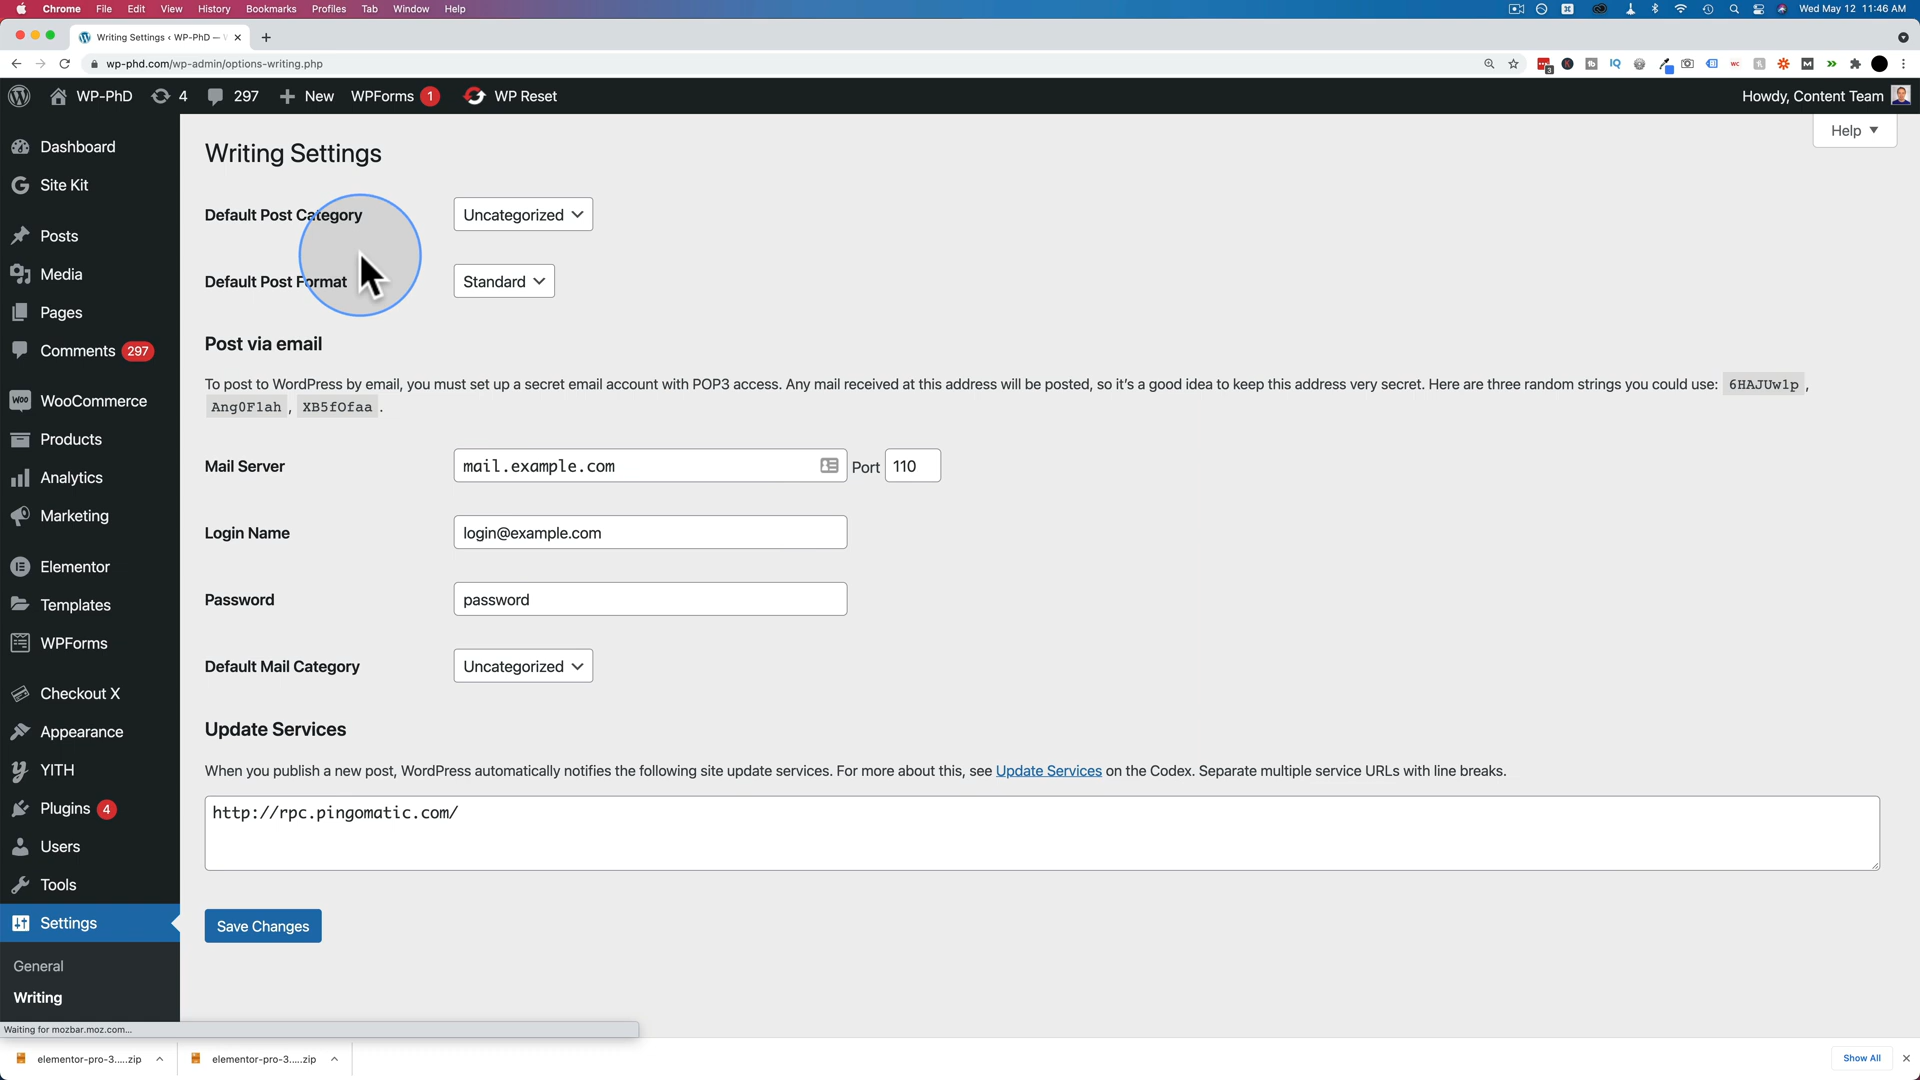 Chrome File Edit View History Bookmarks Profiles Tab Window Help Wed May 12 11:46 AM
Writing Settings < WP-PhD —
wp-phd.com/wp-admin/options-writing.php
WP-PhD 4 297 New WPForms 1 WP Reset Howdy, Content Team
Help
Dashboard
Site Kit
Posts
Media
Pages
Comments 297
WooCommerce
Products
Analytics
Marketing
Elementor
Templates
WPForms
Checkout X
Appearance
YITH
Plugins 4
Users
Tools
Settings
General
Writing
Writing Settings
Default Post Category Uncategorized
Default Post Format Standard
Post via email
To post to WordPress by email, you must set up a secret email account with POP3 access. Any mail received at this address will be posted, so it's a good idea to keep this address very secret. Here are three random strings you could use: 6HAJUw1p ,
Ang0F1ah , XB5fOfaa .
Mail Server mail.example.com Port 110
Login Name login@example.com
Password password
Default Mail Category Uncategorized
Update Services
When you publish a new post, WordPress automatically notifies the following site update services. For more about this, see Update Services on the Codex. Separate multiple service URLs with line breaks.
http://rpc.pingomatic.com/
Save Changes
Waiting for mozbar.moz.com...
elementor-pro-3.....zip elementor-pro-3.....zip Show All